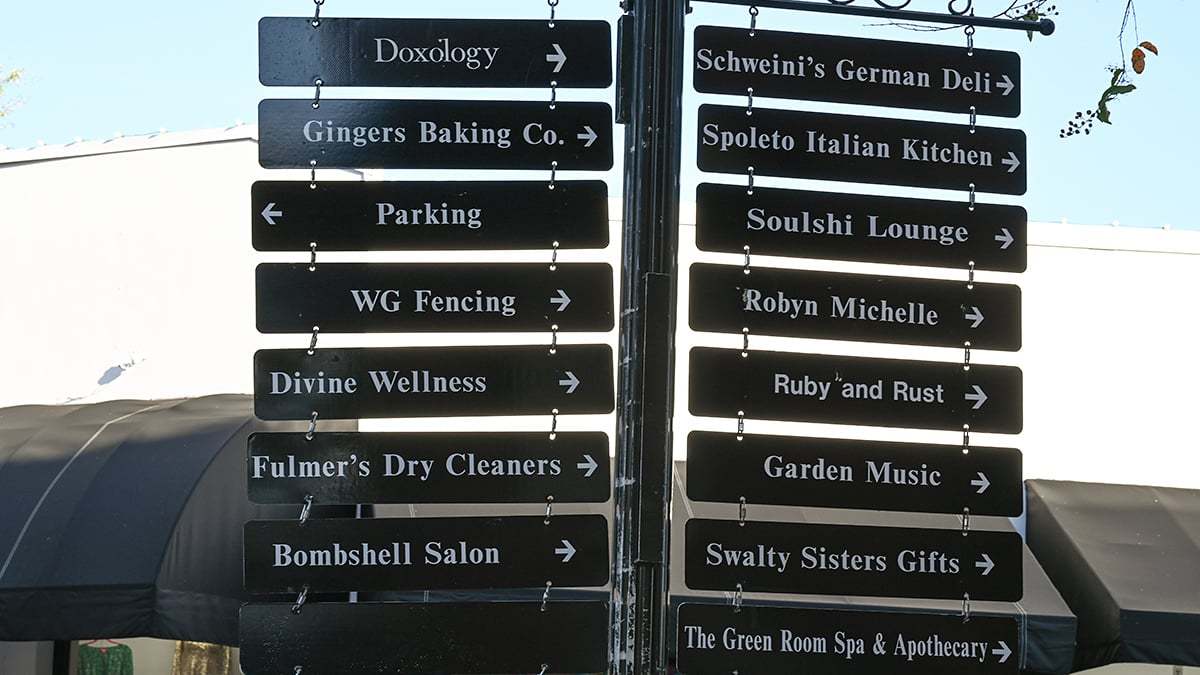 Doxology →
Gingers Baking Co. →
← Parking
WG Fencing →
Divine Wellness →
Fulmer's Dry Cleaners →
Bombshell Salon →
Schweini's German Deli →
Spoleto Italian Kitchen →
Soulshi Lounge →
Robyn Michelle →
Ruby and Rust →
Garden Music →
Swalty Sisters Gifts →
The Green Room Spa & Apothecary →